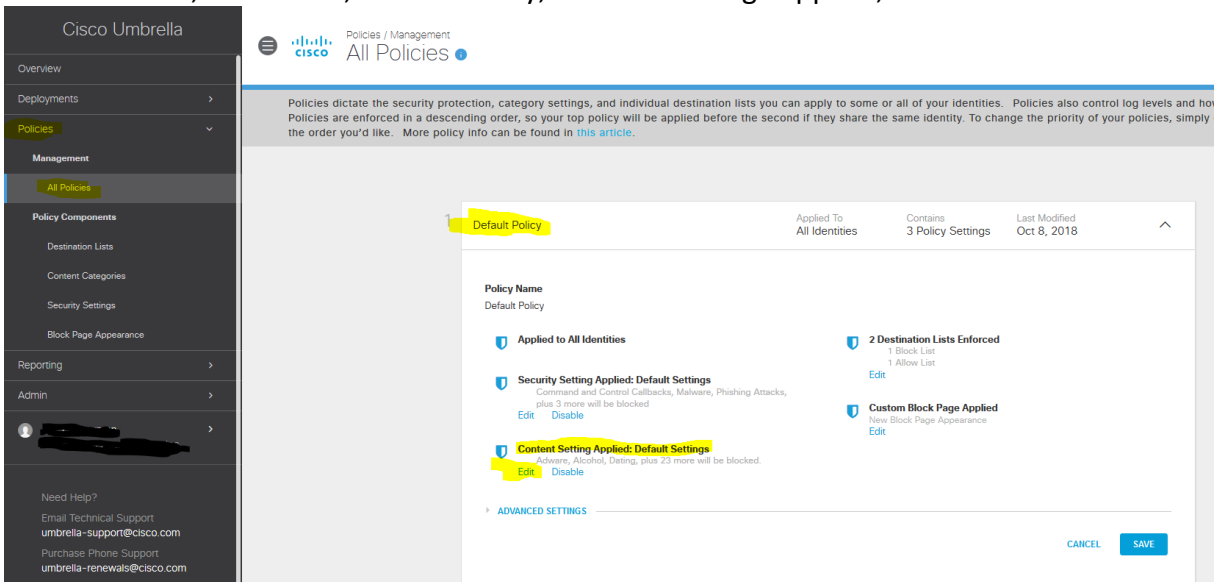 Cisco Umbrella
Overview
Deployments
Policies
Management
All Policies
Policy Components
Destination Lists
Content Categories
Security Settings
Block Page Appearance
Reporting
Admin
Need Help?
Email Technical Support
umbrella-support@cisco.com
Purchase Phone Support
umbrella-renewals@cisco.com
cisco
Policies / Management
All Policies
Policies dictate the security protection, category settings, and individual destination lists you can apply to some or all of your identities. Policies also control log levels and how
Policies are enforced in a descending order, so your top policy will be applied before the second if they share the same identity. To change the priority of your policies, simply
the order you'd like. More policy info can be found in this article.
1
Default Policy
Applied To
All Identities
Contains
3 Policy Settings
Last Modified
Oct 8, 2018
Policy Name
Default Policy
Applied to All Identities
Security Setting Applied: Default Settings
Command and Control Callbacks, Malware, Phishing Attacks,
plus 3 more will be blocked
Edit Disable
Content Setting Applied: Default Settings
Adware, Alcohol, Dating, plus 23 more will be blocked.
Edit Disable
2 Destination Lists Enforced
1 Block List
1 Allow List
Edit
Custom Block Page Applied
New Block Page Appearance
Edit
ADVANCED SETTINGS
CANCEL SAVE